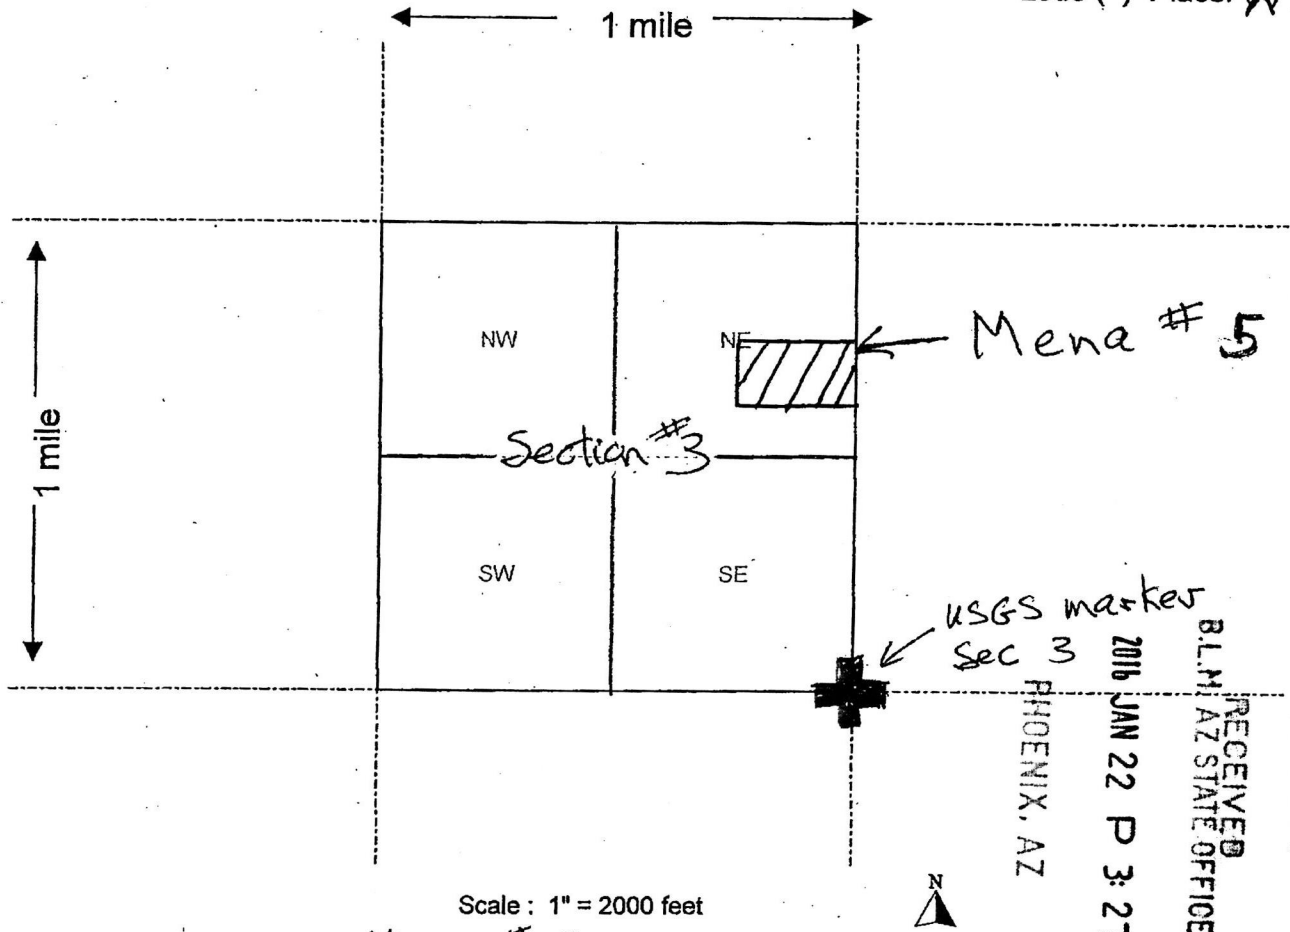 1 mile
1 mile
NW
NE
Mena # 5
Section #3
SW
SE
USGS marker
Sec 3
RECEIVED
B.L.M. AZ STATE OFFICE
2016 JAN 22 P 3: 27
PHOENIX, AZ
N
Scale : 1" = 2000 feet